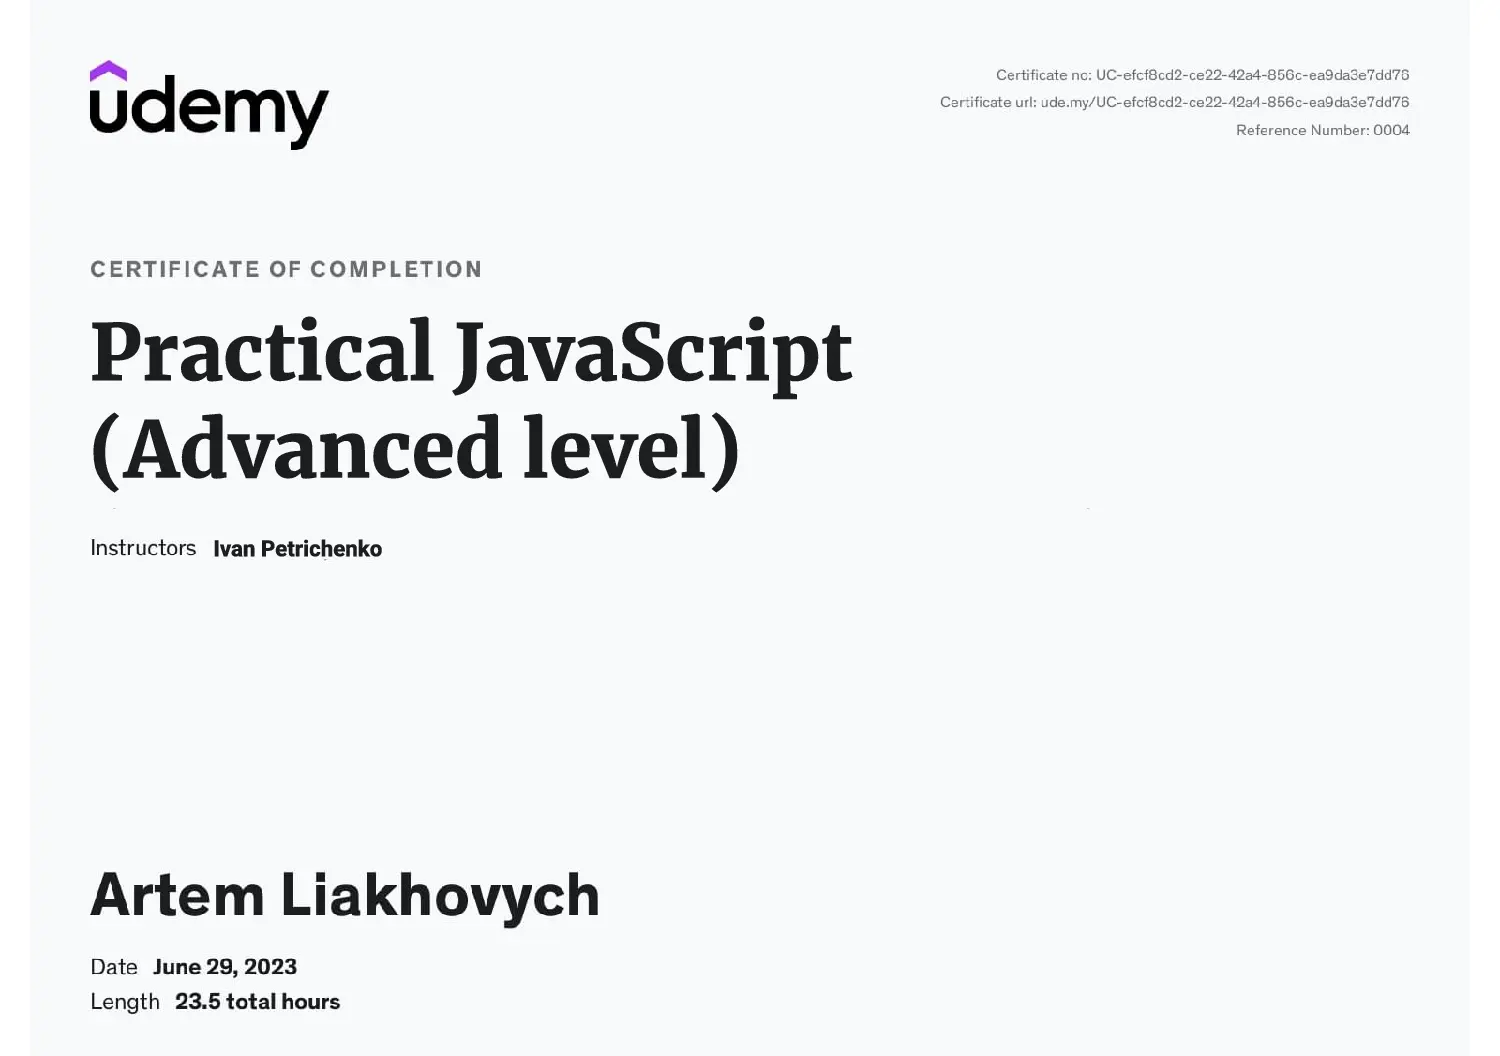 udemy
Certificate no: UC-efcf8cd2-ce22-42a4-856c-ea9da3e7dd76
Certificate url: ude.my/UC-efcf8cd2-ce22-42a4-856c-ea9da3e7dd76
Reference Number: 0004
CERTIFICATE OF COMPLETION
Practical JavaScript
(Advanced level)
Instructors Ivan Petrichenko
Artem Liakhovych
Date June 29, 2023
Length 23.5 total hours